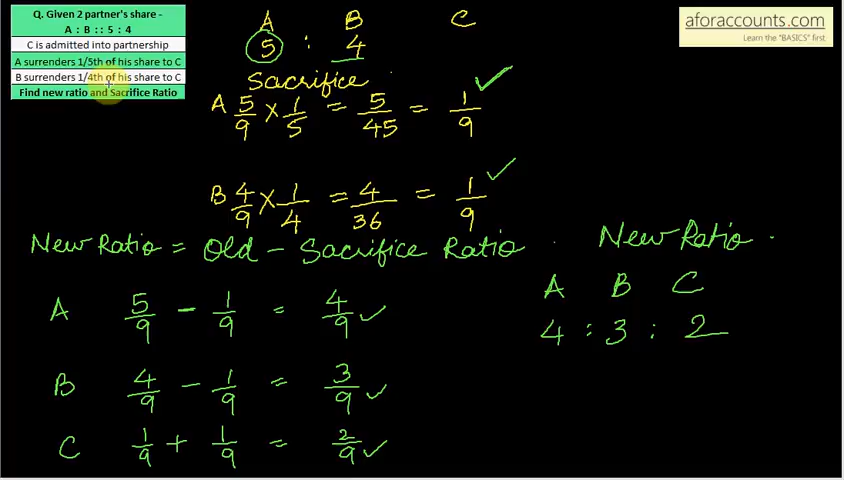 Q. Given 2 partner's share -
A : B :: 5 : 4
C is admitted into partnership
A surrenders 1/5th of his share to C
B surrenders 1/4th of his share to C
Find new ratio and Sacrifice Ratio
aforaccounts.com
Learn the "BASICS" first
A B C
5 : 4
Sacrifice
A 5/9 × 1/5 = 5/45 = 1/9 ✓
B 4/9 × 1/4 = 4/36 = 1/9 ✓
New Ratio = Old - Sacrifice Ratio .
A 5/9 - 1/9 = 4/9 ✓
B 4/9 - 1/9 = 3/9 ✓
C 1/9 + 1/9 = 2/9 ✓
New Ratio .
A B C
4 : 3 : 2